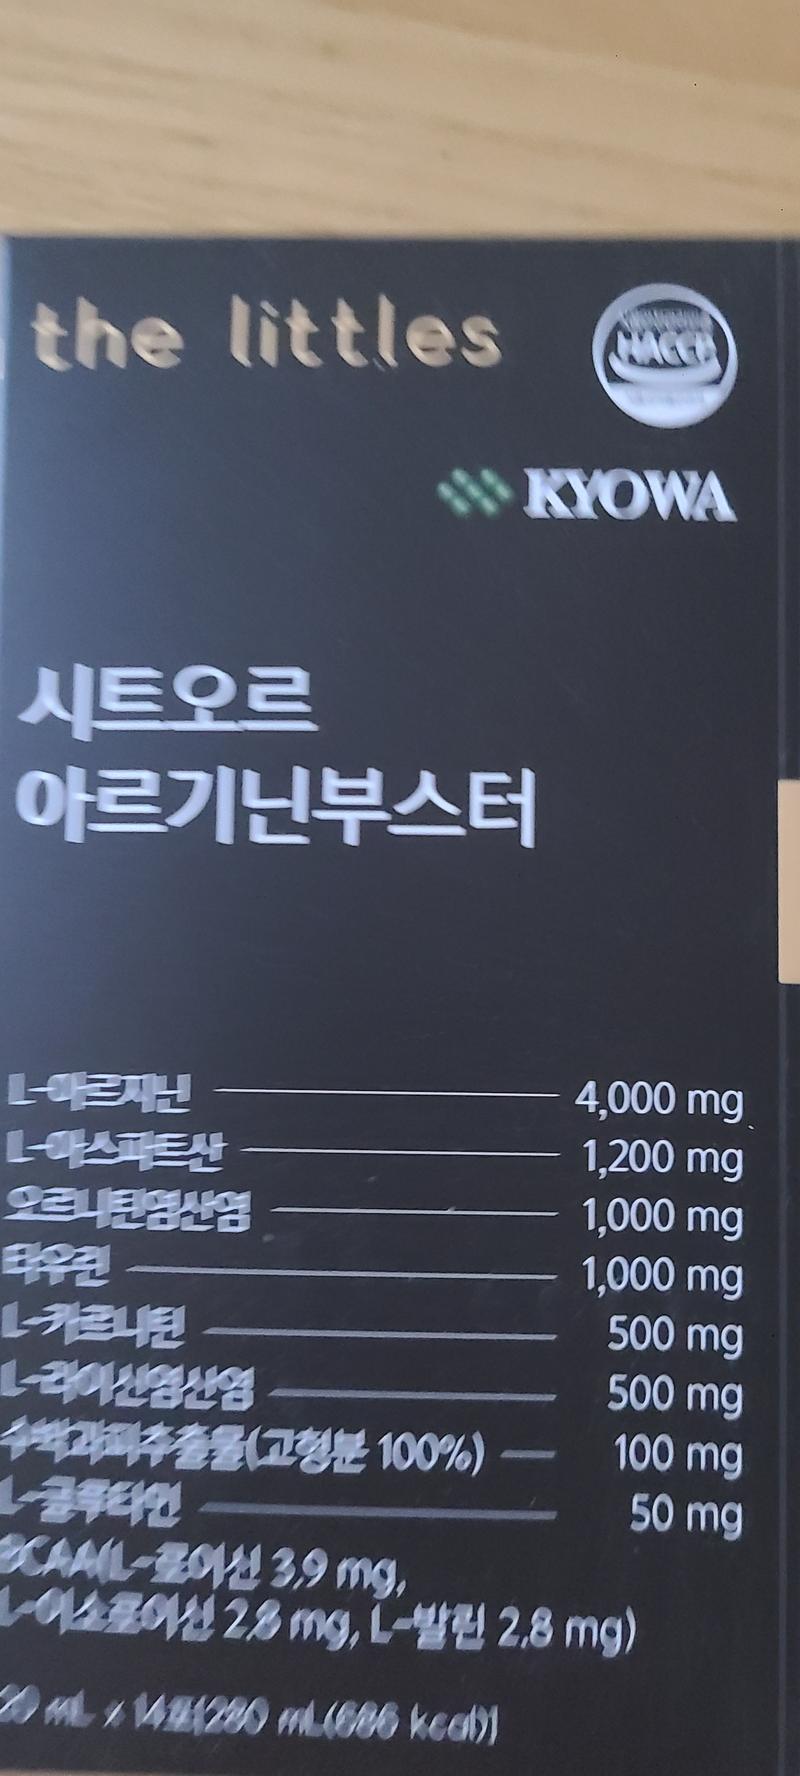 the littles
HACCP
KYOWA
시트오르
아르기닌부스터
L-아르지닌 4,000 mg
L-아스파트산 1,200 mg
오르니틴염산염 1,000 mg
타우린 1,000 mg
L-카르니틴 500 mg
L-라이신염산염 500 mg
수박과피추출물(고형분 100%) 100 mg
L-글루타민 50 mg
BCAA(L-로이신 3.9 mg,
L-이소로이신 2.8 mg, L-발린 2.8 mg)
20 mL x 14포[280 mL(686 kcal)]